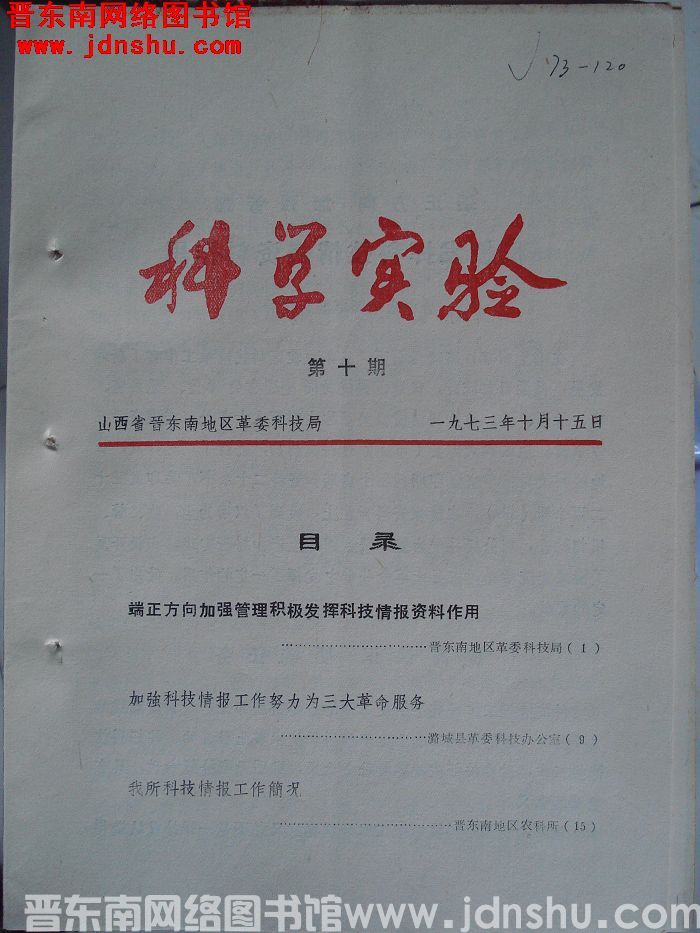 晋东南网络图书馆
www.jdnshu.com
73-120
科学实验
第十期
山西省晋东南地区革委科技局 一九七三年十月十五日
目录
端正方向加强管理积极发挥科技情报资料作用
………………晋东南地区革委科技局(1)
加強科技情报工作努力为三大革命服务
………………潞城县革委科技办公室(9)
我所科技情报工作簡况
………………晋东南地区农科所(15)
晋东南网络图书馆www.jdnshu.com